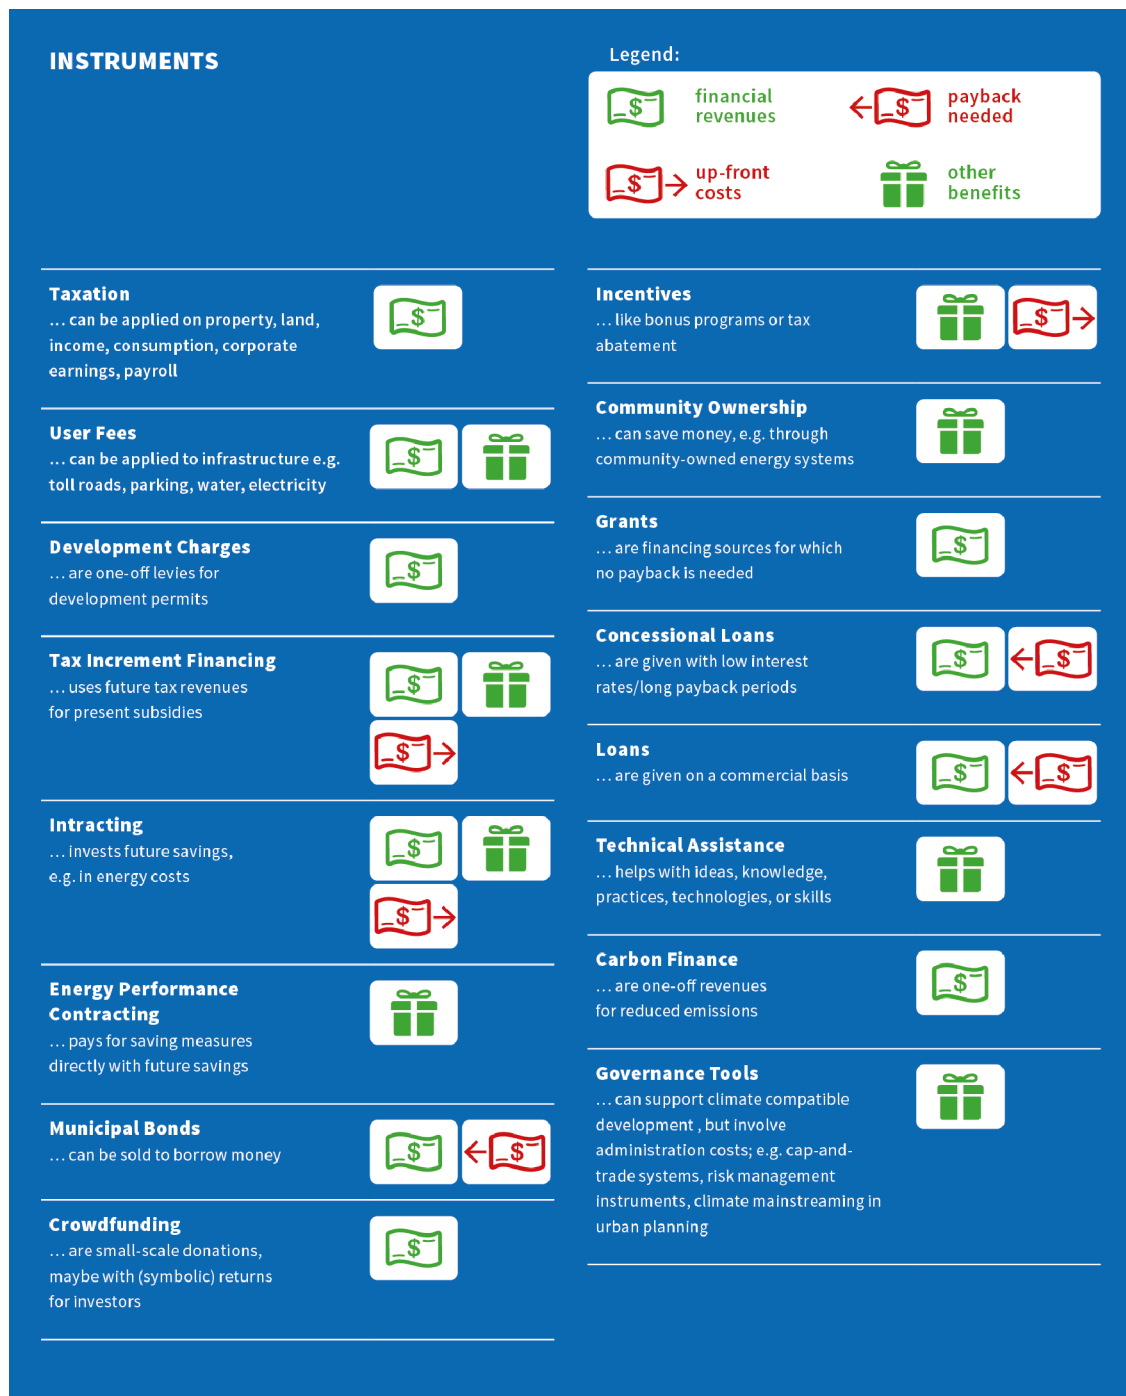 INSTRUMENTS
Legend:
financial
revenues
payback
needed
up-front
costs
other
benefits
Taxation
... can be applied on property, land,
income, consumption, corporate
earnings, payroll
User Fees
... can be applied to infrastructure e.g.
toll roads, parking, water, electricity
Development Charges
... are one-off levies for
development permits
Tax Increment Financing
... uses future tax revenues
for present subsidies
Intracting
... invests future savings,
e.g. in energy costs
Energy Performance
Contracting
... pays for saving measures
directly with future savings
Municipal Bonds
... can be sold to borrow money
Crowdfunding
... are small-scale donations,
maybe with (symbolic) returns
for investors
Incentives
... like bonus programs or tax
abatement
Community Ownership
... can save money, e.g. through
community-owned energy systems
Grants
... are financing sources for which
no payback is needed
Concessional Loans
... are given with low interest
rates/long payback periods
Loans
... are given on a commercial basis
Technical Assistance
... helps with ideas, knowledge,
practices, technologies, or skills
Carbon Finance
... are one-off revenues
for reduced emissions
Governance Tools
... can support climate compatible
development , but involve
administration costs; e.g. cap-and-
trade systems, risk management
instruments, climate mainstreaming in
urban planning